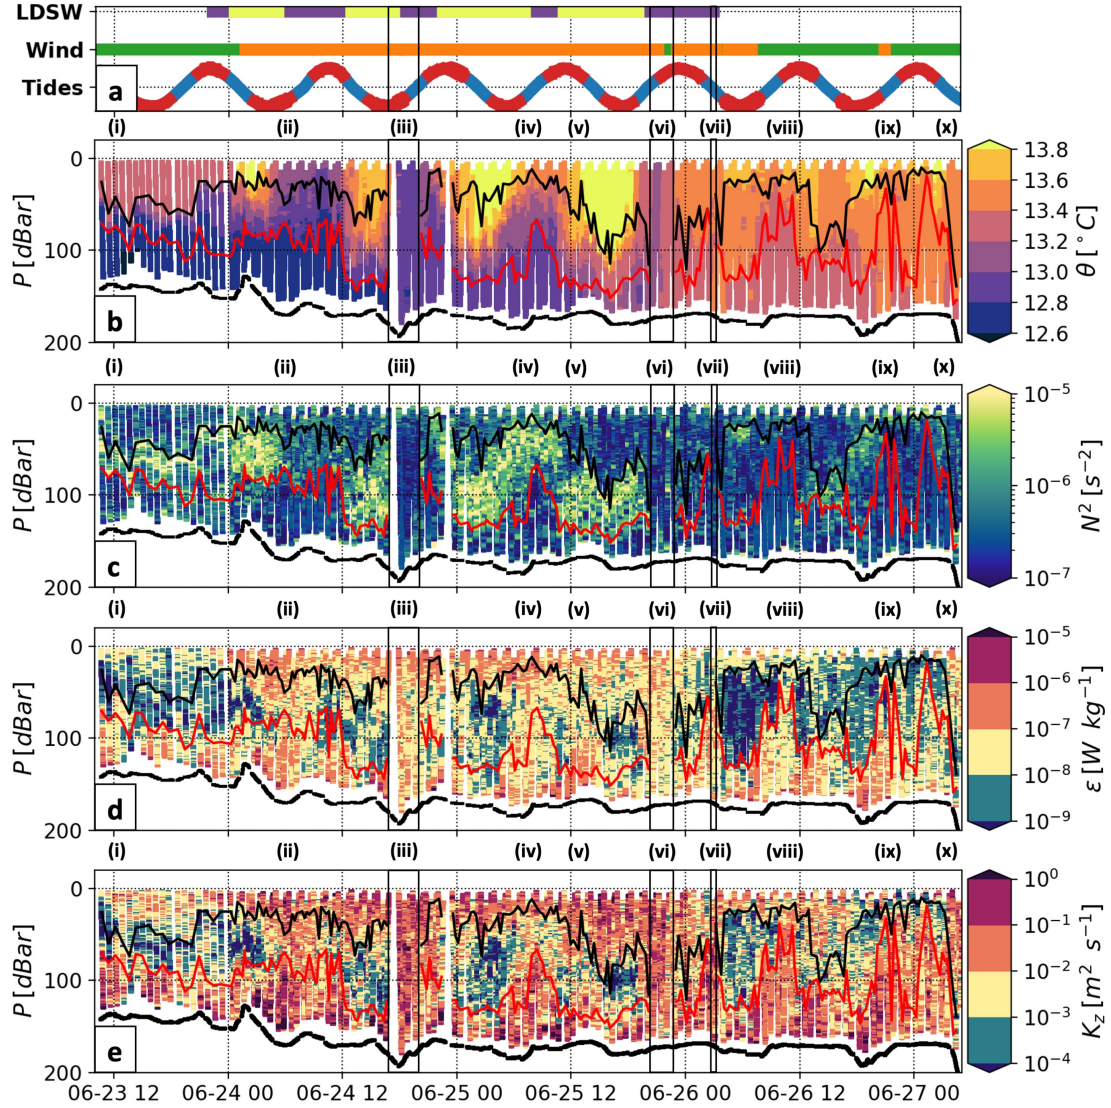 LDSW
Wind
Tides
a
(i) (ii) (iii) (iv) (v) (vi) (vii) (viii) (ix) (x)
0
100
200
P [dBar]
b
13.8
13.6
13.4
13.2
13.0
12.8
12.6
θ [°C]
(i) (ii) (iii) (iv) (v) (vi) (vii) (viii) (ix) (x)
0
100
200
P [dBar]
c
10⁻⁵
10⁻⁶
10⁻⁷
N² [s⁻²]
(i) (ii) (iii) (iv) (v) (vi) (vii) (viii) (ix) (x)
0
100
200
P [dBar]
d
10⁻⁵
10⁻⁶
10⁻⁷
10⁻⁸
10⁻⁹
ε [W kg⁻¹]
(i) (ii) (iii) (iv) (v) (vi) (vii) (viii) (ix) (x)
0
100
200
P [dBar]
e
10⁰
10⁻¹
10⁻²
10⁻³
10⁻⁴
K_z [m² s⁻¹]
06-23 12 06-24 00 06-24 12 06-25 00 06-25 12 06-26 00 06-26 12 06-27 00